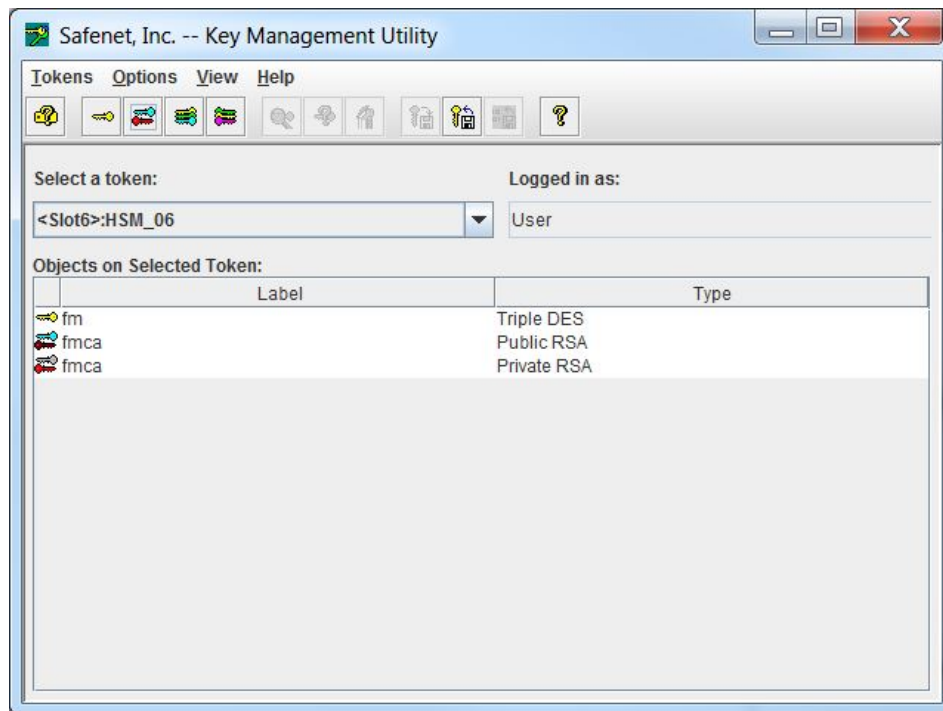 Safenet, Inc. -- Key Management Utility
Tokens Options View Help
Select a token: Logged in as:
<Slot6>:HSM_06 User
Objects on Selected Token:
Label Type
fm Triple DES
fmca Public RSA
fmca Private RSA